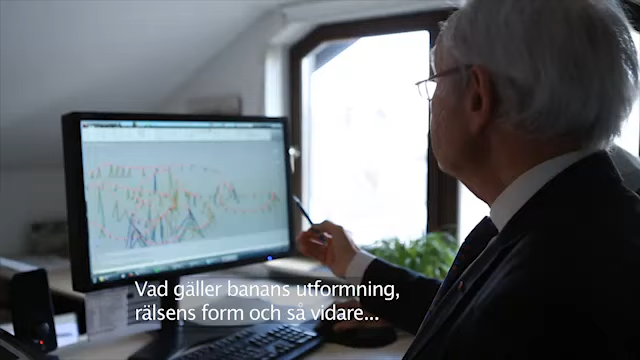 Vad gäller banans utformning,
rälsens form och så vidare...